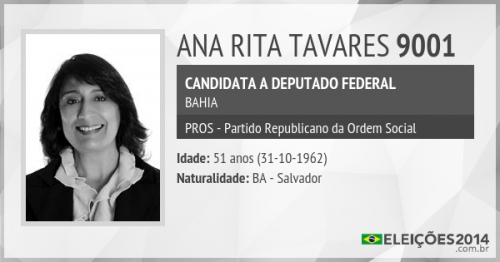 ANA RITA TAVARES 9001
CANDIDATA A DEPUTADO FEDERAL
BAHIA
PROS - Partido Republicano da Ordem Social
Idade: 51 anos (31-10-1962)
Naturalidade: BA - Salvador
ELEIÇÕES2014
.com.br